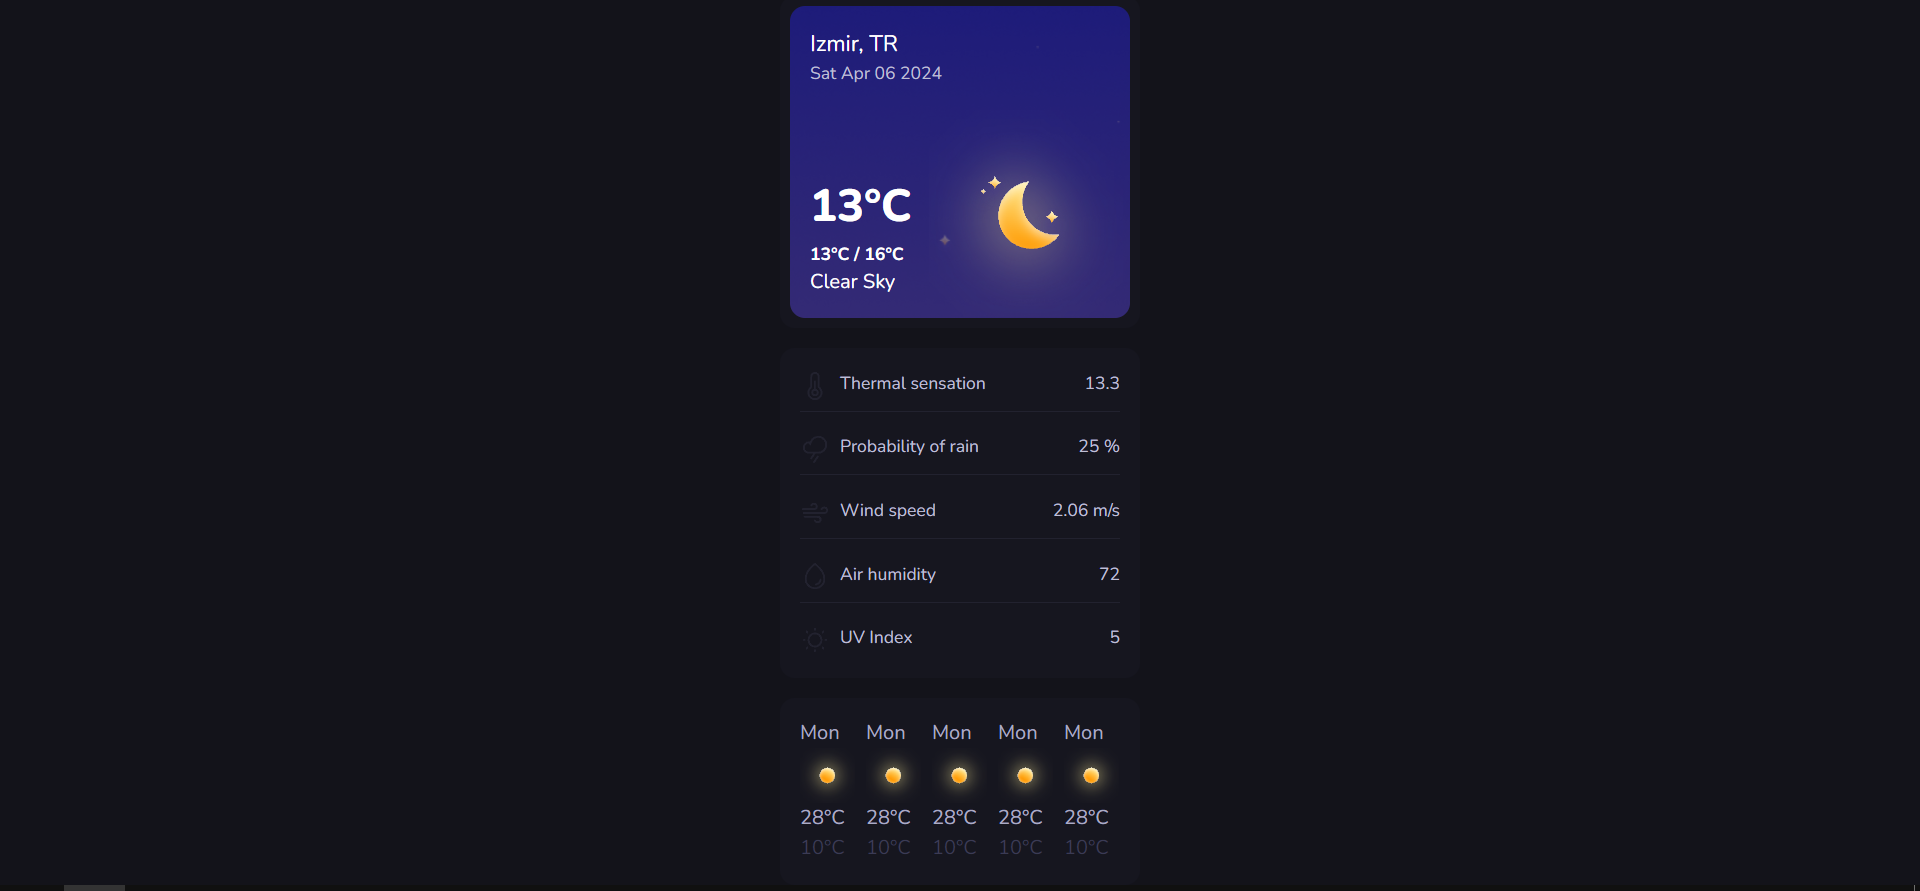 Izmir, TR
Sat Apr 06 2024
13°C
13°C / 16°C
Clear Sky
Thermal sensation 13.3
Probability of rain 25 %
Wind speed 2.06 m/s
Air humidity 72
UV Index 5
Mon Mon Mon Mon Mon
28°C 28°C 28°C 28°C 28°C
10°C 10°C 10°C 10°C 10°C